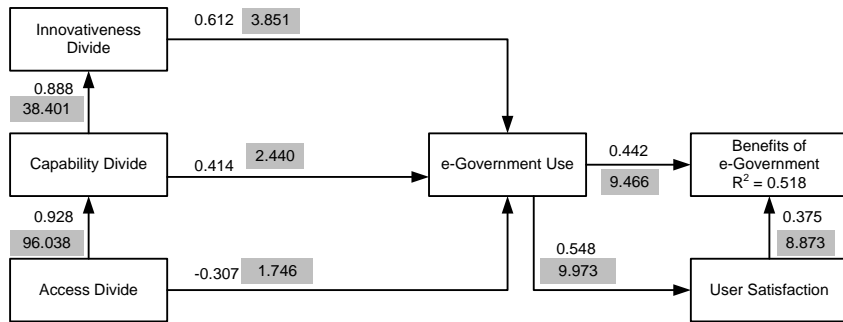 0.612 3.851
Innovativeness
Divide
0.888
38.401
Capability Divide
0.414 2.440
e-Government Use
0.442
9.466
Benefits of
e-Government
R² = 0.518
0.928
96.038
0.548
9.973
0.375
8.873
Access Divide
-0.307 1.746
User Satisfaction